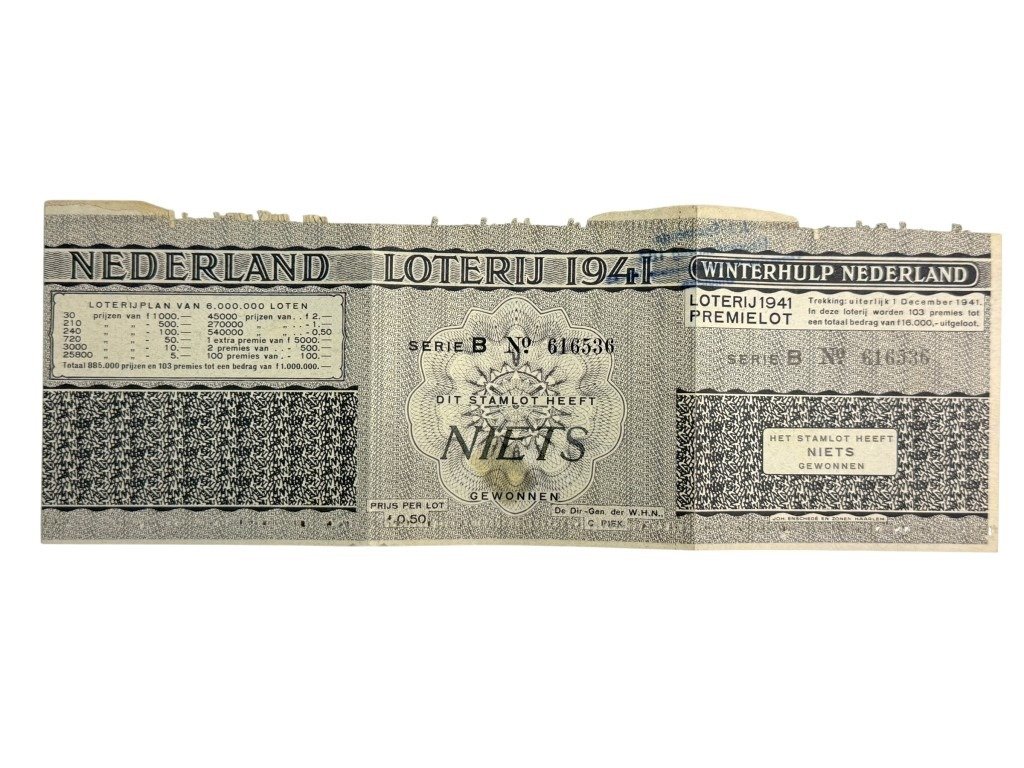 NEDERLAND
LOTERIJPLAN VAN 6.000.000 LOTEN
30 prijzen van f 1000.— 45000 prijzen van . . f 2.—
210 „ „ - 500.— 270000 „ „ . . -1.—
240 „ „ - 100.— 540000 „ „ . . - 0.50
720 „ „ - 50.— 1 extra premie van f 5000.—
3000 „ „ - 10.— 2 premies van . . . - 500.—
25800 „ „ - 5.— 100 premies van . - 100.—
Totaal 885.000 prijzen en 103 premies tot een bedrag van f 1.000.000.—
LOTERIJ 1941
SERIE B No 616536
DIT STAMLOT HEEFT
NIETS
GEWONNEN
PRIJS PER LOT
f. 0,50
De Dir.-Gen. der W.H.N.,
C. PIEK
WINTERHULP NEDERLAND
LOTERIJ 1941
PREMIELOT
Trekking: uiterlijk 1 December 1941.
In deze loterij worden 103 premies tot
een totaal bedrag van f 16.000,- uitgeloot.
SERIE B No 616536
HET STAMLOT HEEFT
NIETS
GEWONNEN
JOH. ENSCHEDÉ EN ZONEN HAARLEM